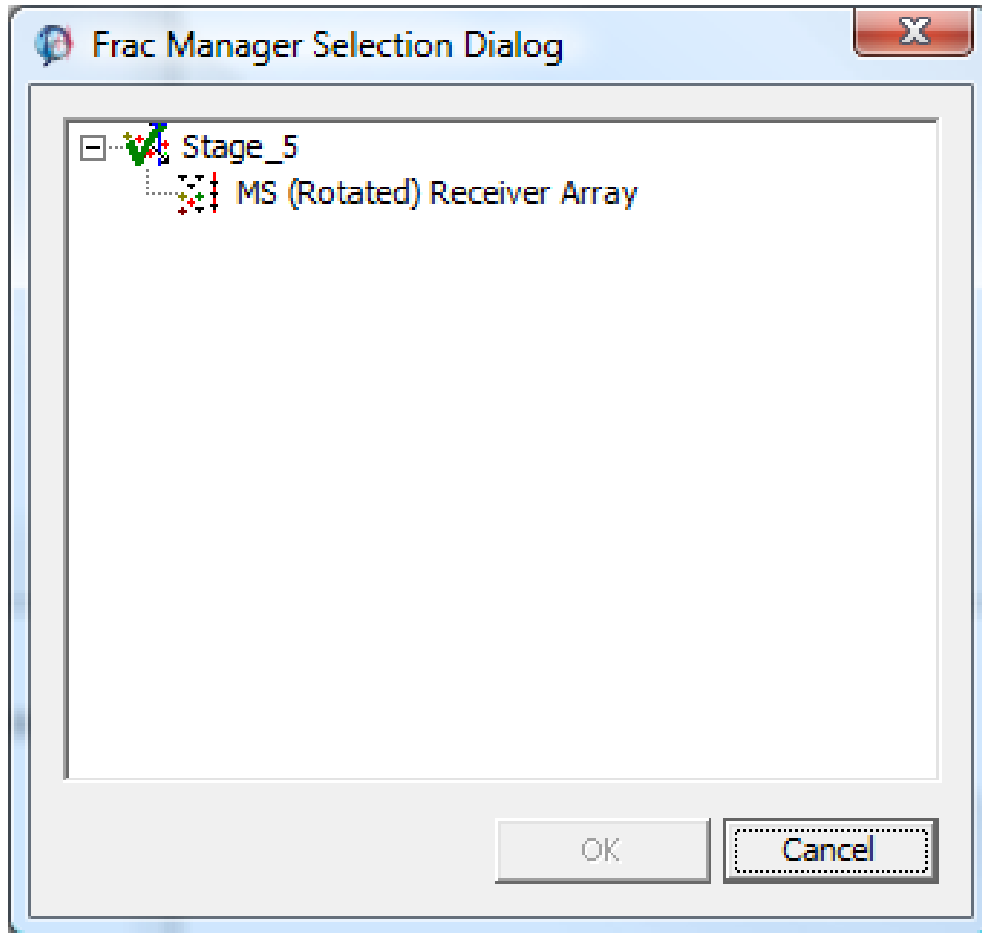 Frac Manager Selection Dialog
Stage_5
MS (Rotated) Receiver Array
OK Cancel